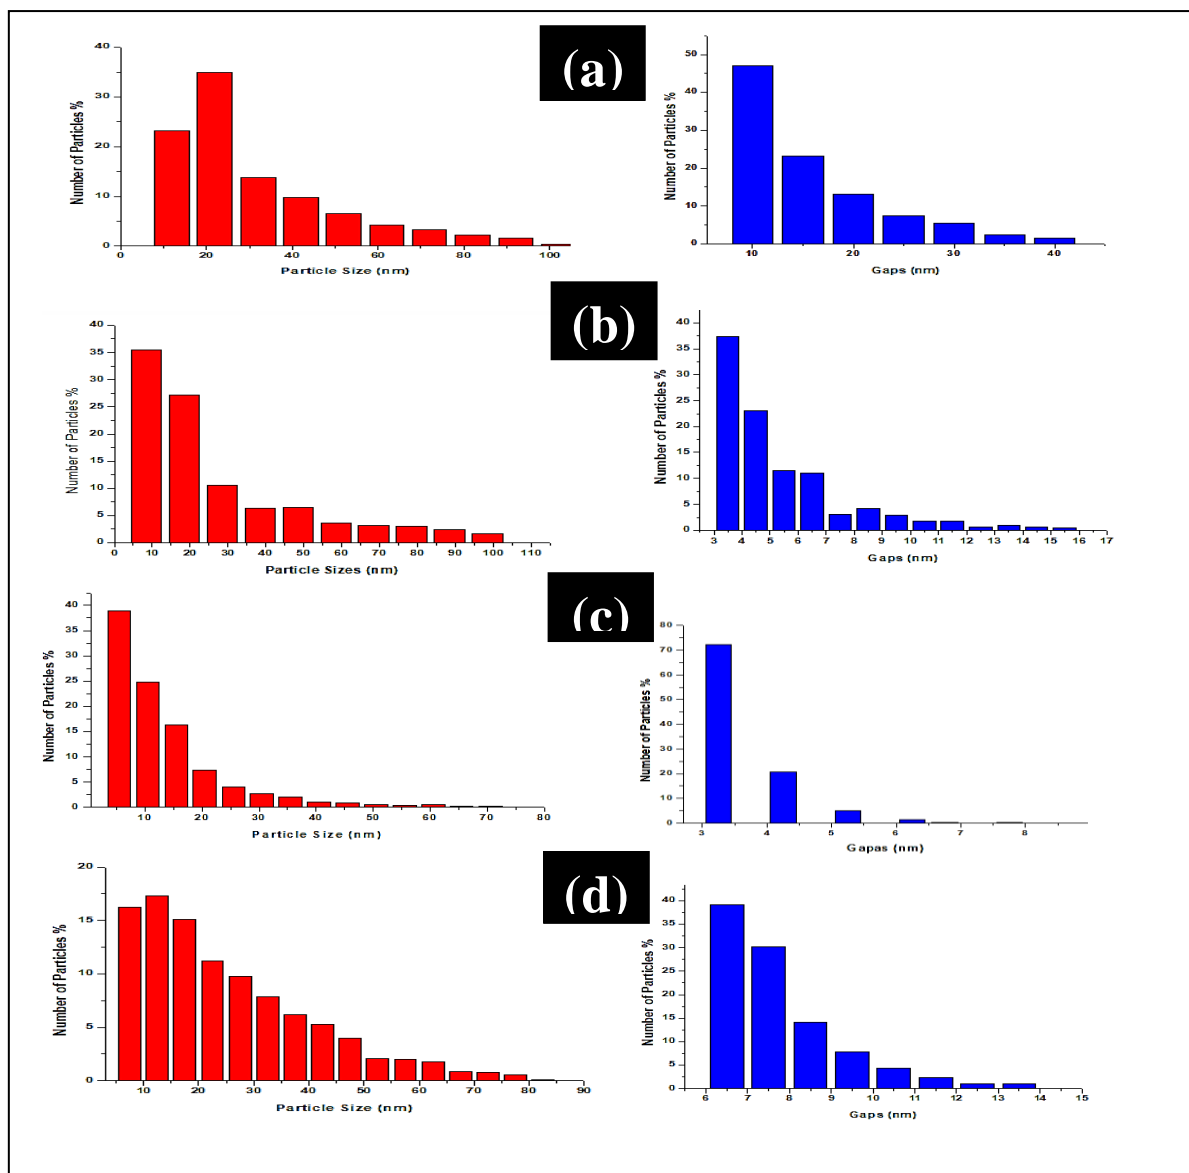 (a)
Number of Particles %
40
30
20
10
0
0 20 40 60 80 100
Particle Size (nm)
Number of Particles %
50
40
30
20
10
0
10 20 30 40
Gaps (nm)
(b)
Number of Particles %
40
35
30
25
20
15
10
5
0
0 10 20 30 40 50 60 70 80 90 100 110
Particle Sizes (nm)
Number of Particles %
40
35
30
25
20
15
10
5
0
3 4 5 6 7 8 9 10 11 12 13 14 15 16 17
Gaps (nm)
(c)
Number of Particles %
40
35
30
25
20
15
10
5
0
10 20 30 40 50 60 70 80
Particle Size (nm)
Number of Particles %
80
70
60
50
40
30
20
10
0
3 4 5 6 7 8
Gapas (nm)
(d)
Number of Particles %
20
15
10
5
0
10 20 30 40 50 60 70 80 90
Particle Size (nm)
Number of Particles %
40
35
30
25
20
15
10
5
0
6 7 8 9 10 11 12 13 14 15
Gaps (nm)